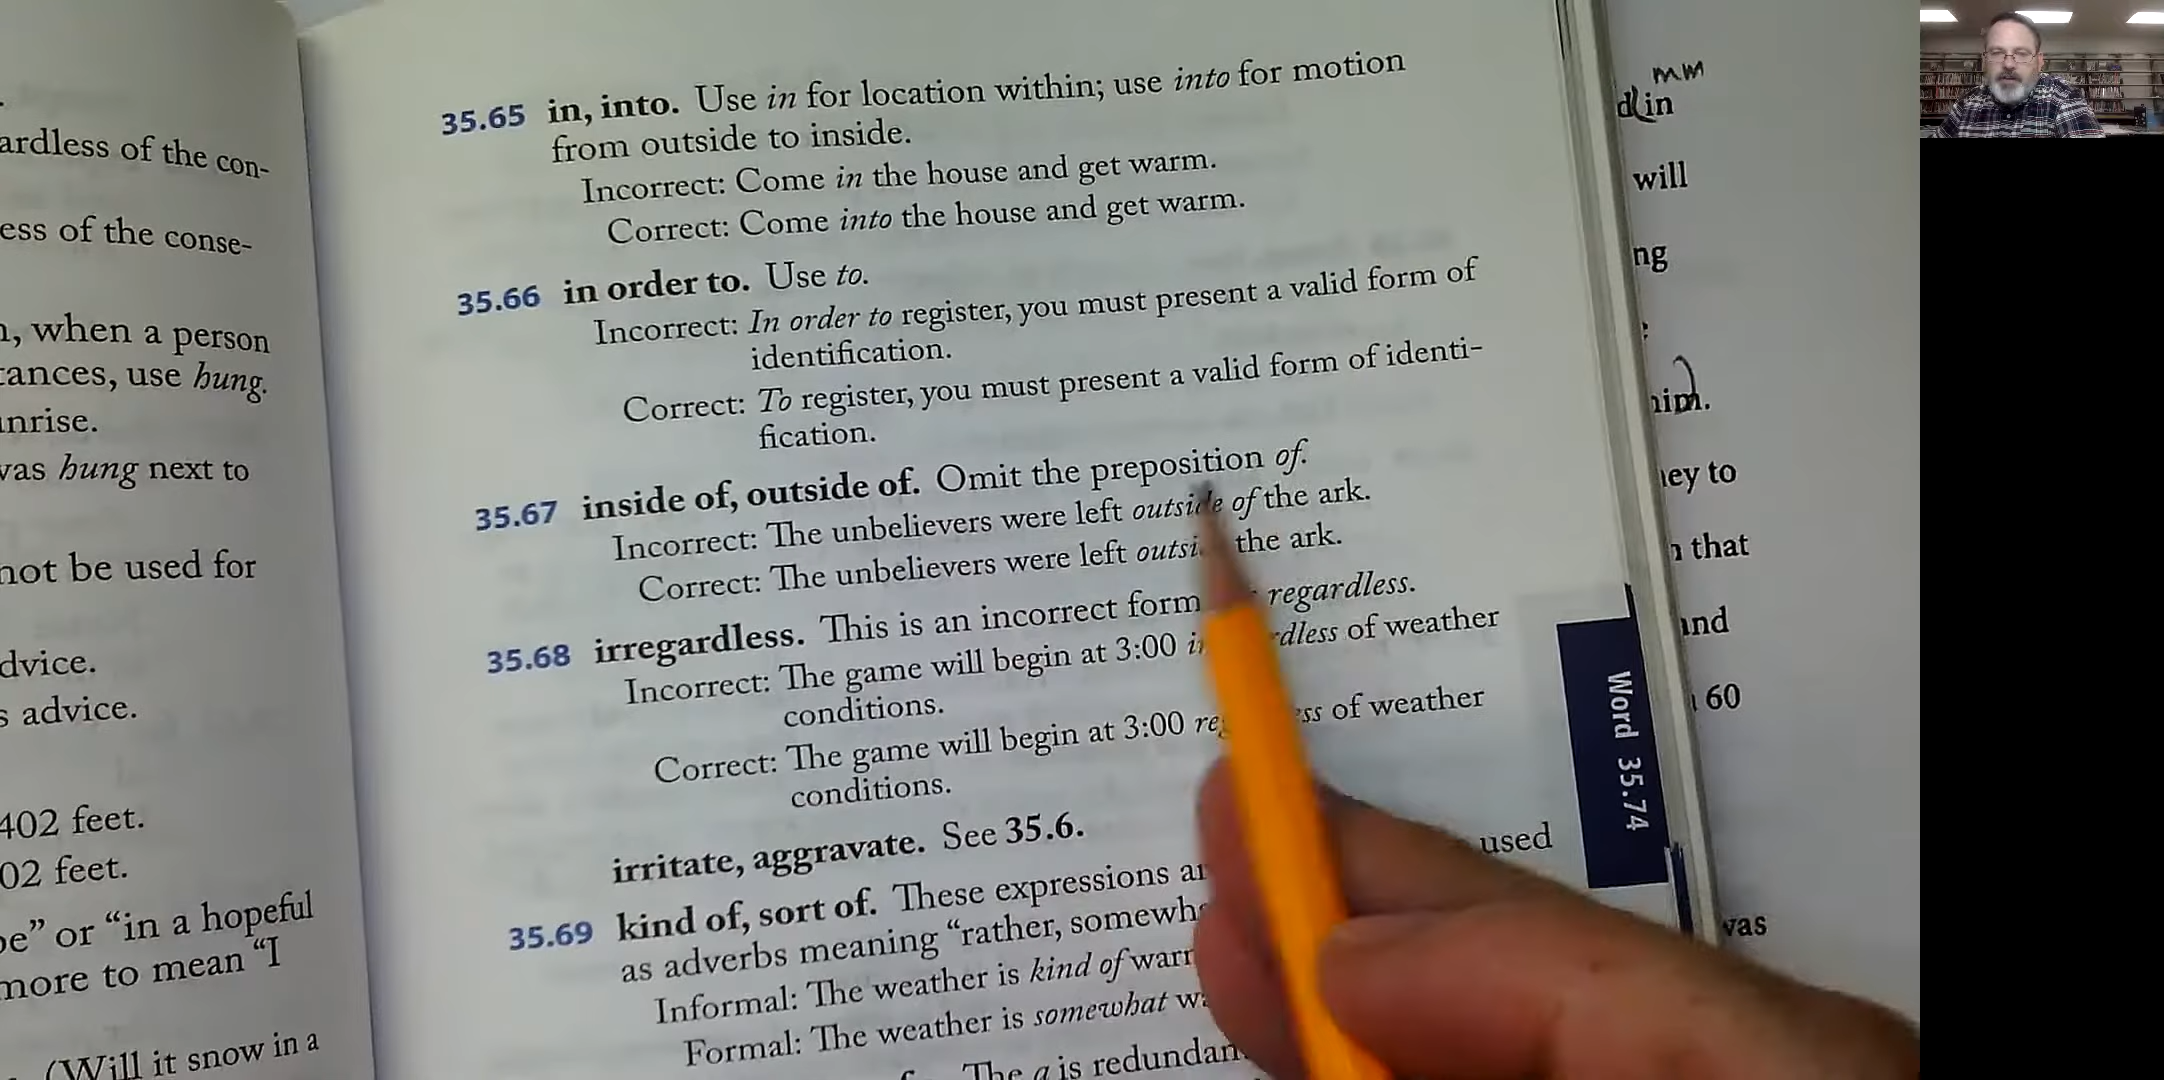 ardless of the con-
ess of the conse-
when a person
ances, use hung.
nrise.
was hung next to
not be used for
dvice.
advice.
402 feet.
02 feet.
or “in a hopeful
more to mean “I
(Will it snow in a
35.65 in, into. Use in for location within; use into for motion
from outside to inside.
Incorrect: Come in the house and get warm.
Correct: Come into the house and get warm.
35.66 in order to. Use to.
Incorrect: In order to register, you must present a valid form of
identification.
Correct: To register, you must present a valid form of identi-
fication.
35.67 inside of, outside of. Omit the preposition of.
Incorrect: The unbelievers were left outside of the ark.
Correct: The unbelievers were left outside the ark.
35.68 irregardless. This is an incorrect form regardless.
Incorrect: The game will begin at 3:00 irregardless of weather
conditions.
Correct: The game will begin at 3:00 regardless of weather
conditions.
irritate, aggravate. See 35.6.
35.69 kind of, sort of. These expressions used
as adverbs meaning “rather, somewh
Informal: The weather is kind of warm
Formal: The weather is somewhat
The a is redundan
Word 35.74
mm
in
will
ng
him.
ey to
that
and
60
was